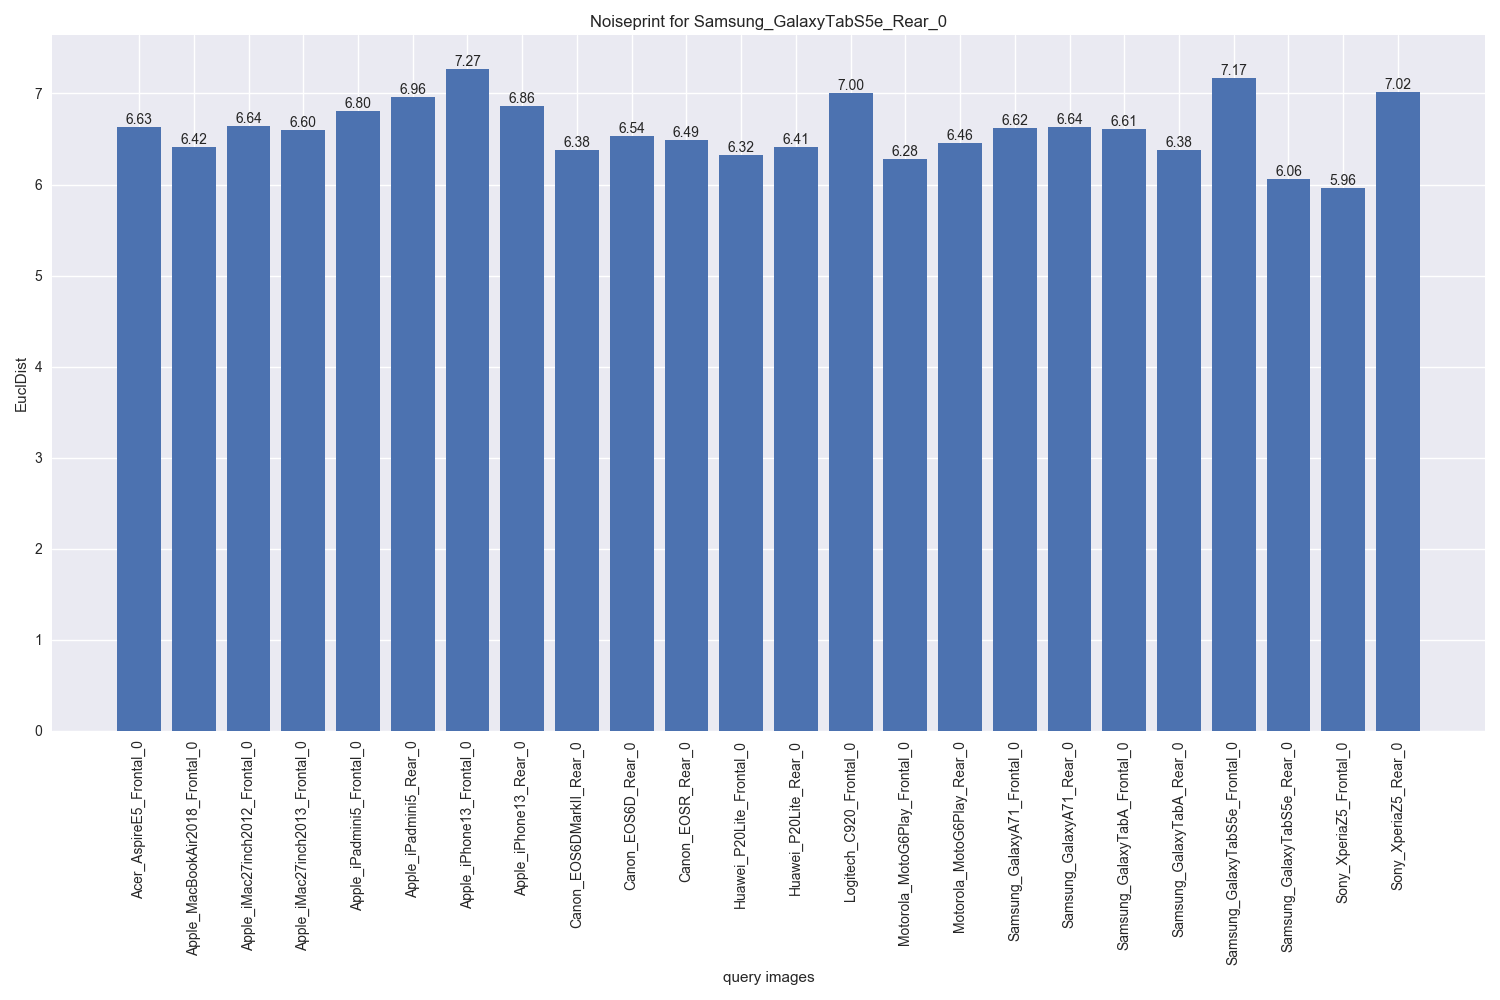 Noiseprint for Samsung_GalaxyTabS5e_Rear_0
EuclDist
7
6
5
4
3
2
1
0
6.63
6.42
6.64
6.60
6.80
6.96
7.27
6.86
6.38
6.54
6.49
6.32
6.41
7.00
6.28
6.46
6.62
6.64
6.61
6.38
7.17
6.06
5.96
7.02
Acer_AspireE5_Frontal_0
Apple_MacBookAir2018_Frontal_0
Apple_iMac27inch2012_Frontal_0
Apple_iMac27inch2013_Frontal_0
Apple_iPadmini5_Frontal_0
Apple_iPadmini5_Rear_0
Apple_iPhone13_Frontal_0
Apple_iPhone13_Rear_0
Canon_EOS6DMarkII_Rear_0
Canon_EOS6D_Rear_0
Canon_EOSR_Rear_0
Huawei_P20Lite_Frontal_0
Huawei_P20Lite_Rear_0
Logitech_C920_Frontal_0
Motorola_MotoG6Play_Frontal_0
Motorola_MotoG6Play_Rear_0
Samsung_GalaxyA71_Frontal_0
Samsung_GalaxyA71_Rear_0
Samsung_GalaxyTabA_Frontal_0
Samsung_GalaxyTabA_Rear_0
Samsung_GalaxyTabS5e_Frontal_0
Samsung_GalaxyTabS5e_Rear_0
Sony_XperiaZ5_Frontal_0
Sony_XperiaZ5_Rear_0
query images